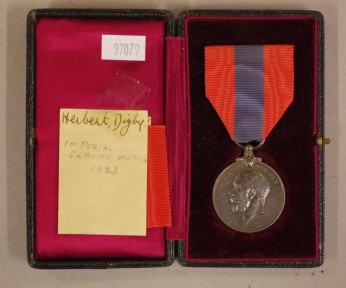 97079
Herbert, Digby
IMPERIAL
SERVICE MEDAL
1923